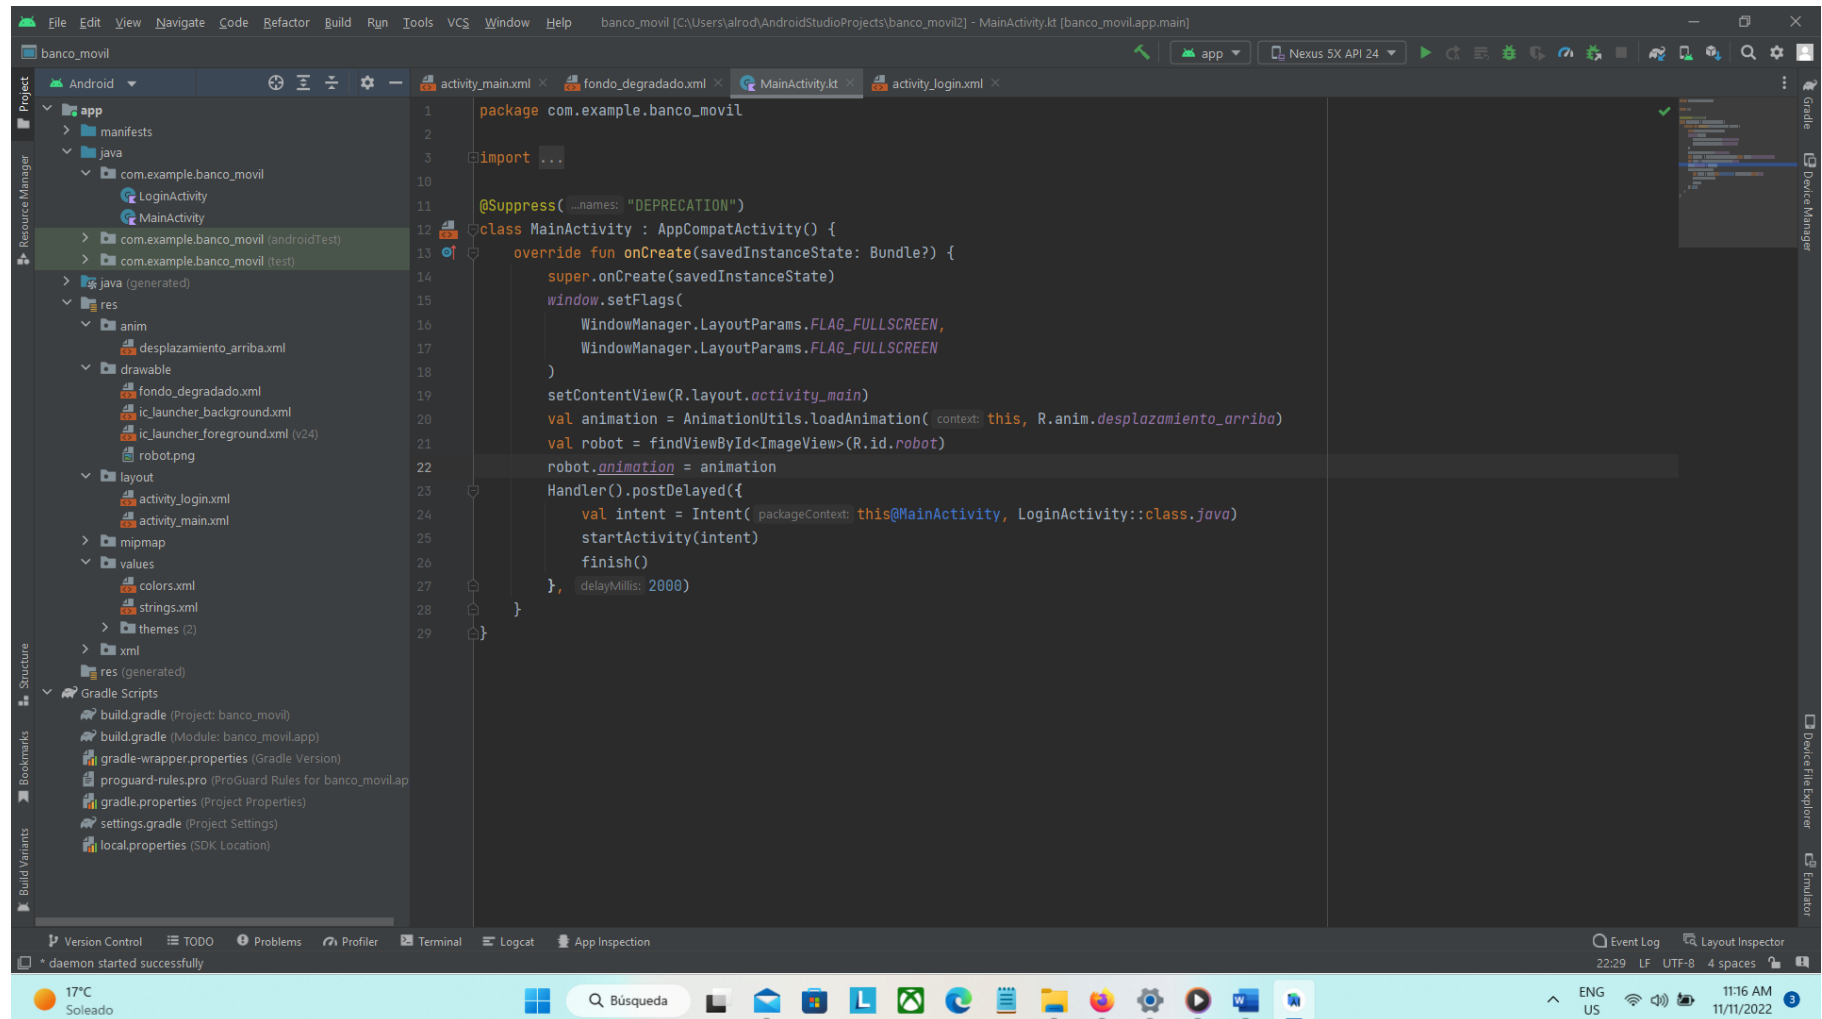 File Edit View Navigate Code Refactor Build Run Tools VCS Window Help banco_movil [C:\Users\alrod\AndroidStudioProjects\banco_movil2] - MainActivity.kt [banco_movil.app.main]
banco_movil app Nexus 5X API 24
Android activity_main.xml fondo_degradado.xml MainActivity.kt activity_login.xml
Project
Resource Manager
Structure
Bookmarks
Build Variants
app
manifests
java
com.example.banco_movil
LoginActivity
MainActivity
com.example.banco_movil (androidTest)
com.example.banco_movil (test)
java (generated)
res
anim
desplazamiento_arriba.xml
drawable
fondo_degradado.xml
ic_launcher_background.xml
ic_launcher_foreground.xml (v24)
robot.png
layout
activity_login.xml
activity_main.xml
mipmap
values
colors.xml
strings.xml
themes (2)
xml
res (generated)
Gradle Scripts
build.gradle (Project: banco_movil)
build.gradle (Module: banco_movil.app)
gradle-wrapper.properties (Gradle Version)
proguard-rules.pro (ProGuard Rules for banco_movil.ap
gradle.properties (Project Properties)
settings.gradle (Project Settings)
local.properties (SDK Location)
1 package com.example.banco_movil
2
3 import ...
10
11 @Suppress( ...names: "DEPRECATION")
12 class MainActivity : AppCompatActivity() {
13 override fun onCreate(savedInstanceState: Bundle?) {
14 super.onCreate(savedInstanceState)
15 window.setFlags(
16 WindowManager.LayoutParams.FLAG_FULLSCREEN,
17 WindowManager.LayoutParams.FLAG_FULLSCREEN
18 )
19 setContentView(R.layout.activity_main)
20 val animation = AnimationUtils.loadAnimation( context: this, R.anim.desplazamiento_arriba)
21 val robot = findViewById<ImageView>(R.id.robot)
22 robot.animation = animation
23 Handler().postDelayed({
24 val intent = Intent( packageContext: this@MainActivity, LoginActivity::class.java)
25 startActivity(intent)
26 finish()
27 }, delayMillis: 2000)
28 }
29 }
Gradle
Device Manager
Device File Explorer
Emulator
Version Control TODO Problems Profiler Terminal Logcat App Inspection Event Log Layout Inspector
* daemon started successfully 22:29 LF UTF-8 4 spaces
17°C
Soleado
Búsqueda
ENG
US
11:16 AM
11/11/2022
3